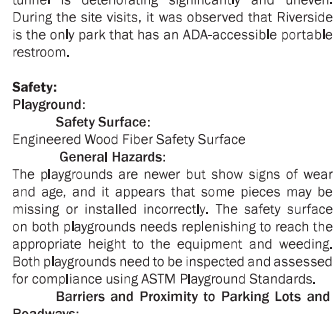 tunnel is deteriorating significantly and uneven.
During the site visits, it was observed that Riverside
is the only park that has an ADA-accessible portable
restroom.
Safety:
Playground:
Safety Surface:
Engineered Wood Fiber Safety Surface
General Hazards:
The playgrounds are newer but show signs of wear
and age, and it appears that some pieces may be
missing or installed incorrectly. The safety surface
on both playgrounds needs replenishing to reach the
appropriate height to the equipment and weeding.
Both playgrounds need to be inspected and assessed
for compliance using ASTM Playground Standards.
Barriers and Proximity to Parking Lots and
Roadways: